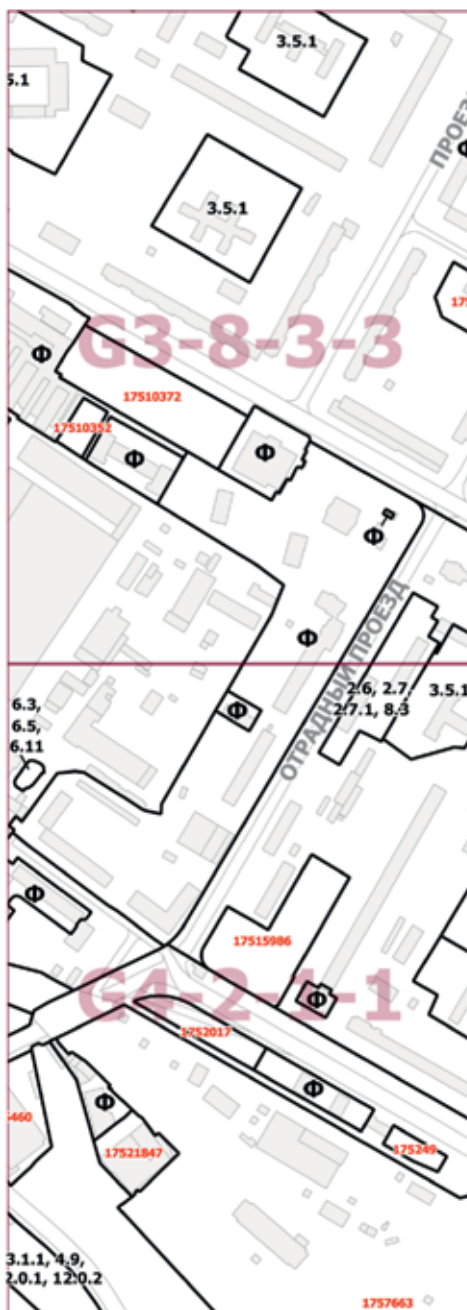 3.5.1
5.1
ПРОЕЗ
Ф
3.5.1
175
G3-8-3-3
Ф
17510372
17510352
Ф
Ф
Ф
Ф
ОТРАДНЫЙ ПРОЕЗД
2.6, 2.7,
2.7.1, 8.3
3.5.1
6.3,
6.5,
6.11
Ф
Ф
17515986
G4-2-1-1
Ф
1752017
Ф
Ф
5460
17521847
175249
3.1.1, 4.9,
2.0.1, 12.0.2
1757663